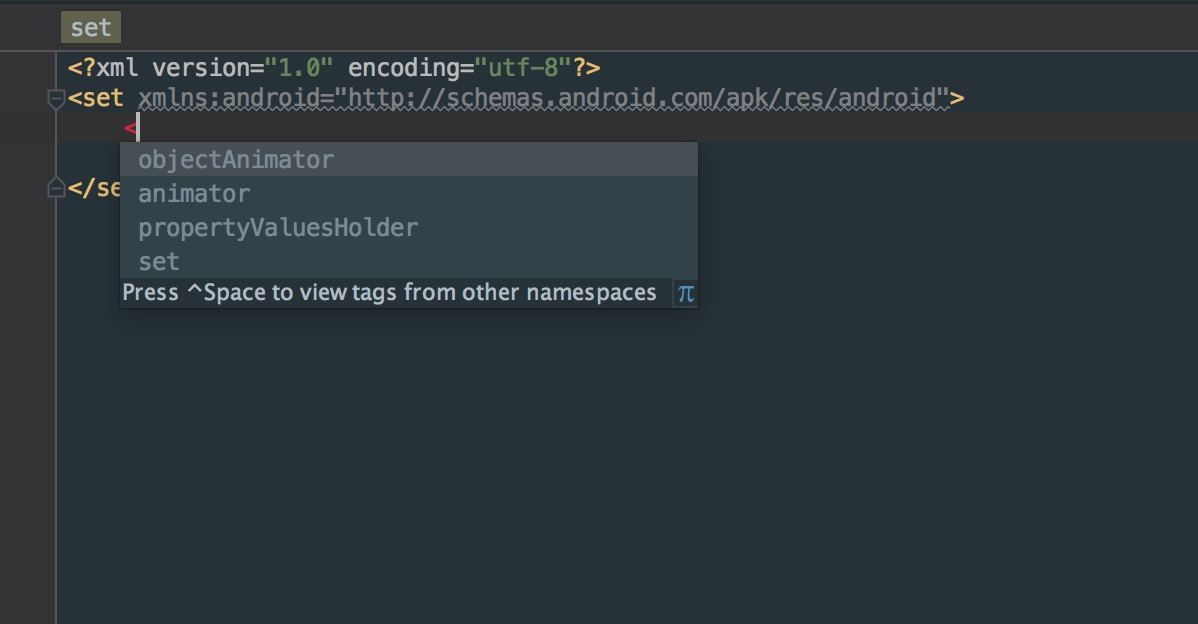 set
<?xml version="1.0" encoding="utf-8"?>
<set xmlns:android="http://schemas.android.com/apk/res/android">
<
objectAnimator
</se
animator
propertyValuesHolder
set
Press ^Space to view tags from other namespaces π